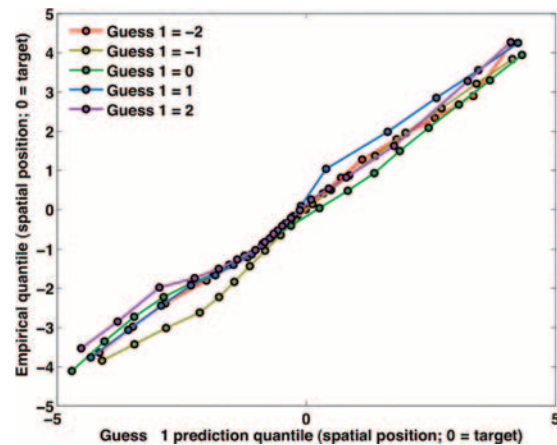 5
4
3
2
1
0
−1
−2
−3
−4
−5
Empirical quantile (spatial position; 0 = target)
Guess 1 = −2
Guess 1 = −1
Guess 1 = 0
Guess 1 = 1
Guess 1 = 2
−5 0 5
Guess 1 prediction quantile (spatial position; 0 = target)